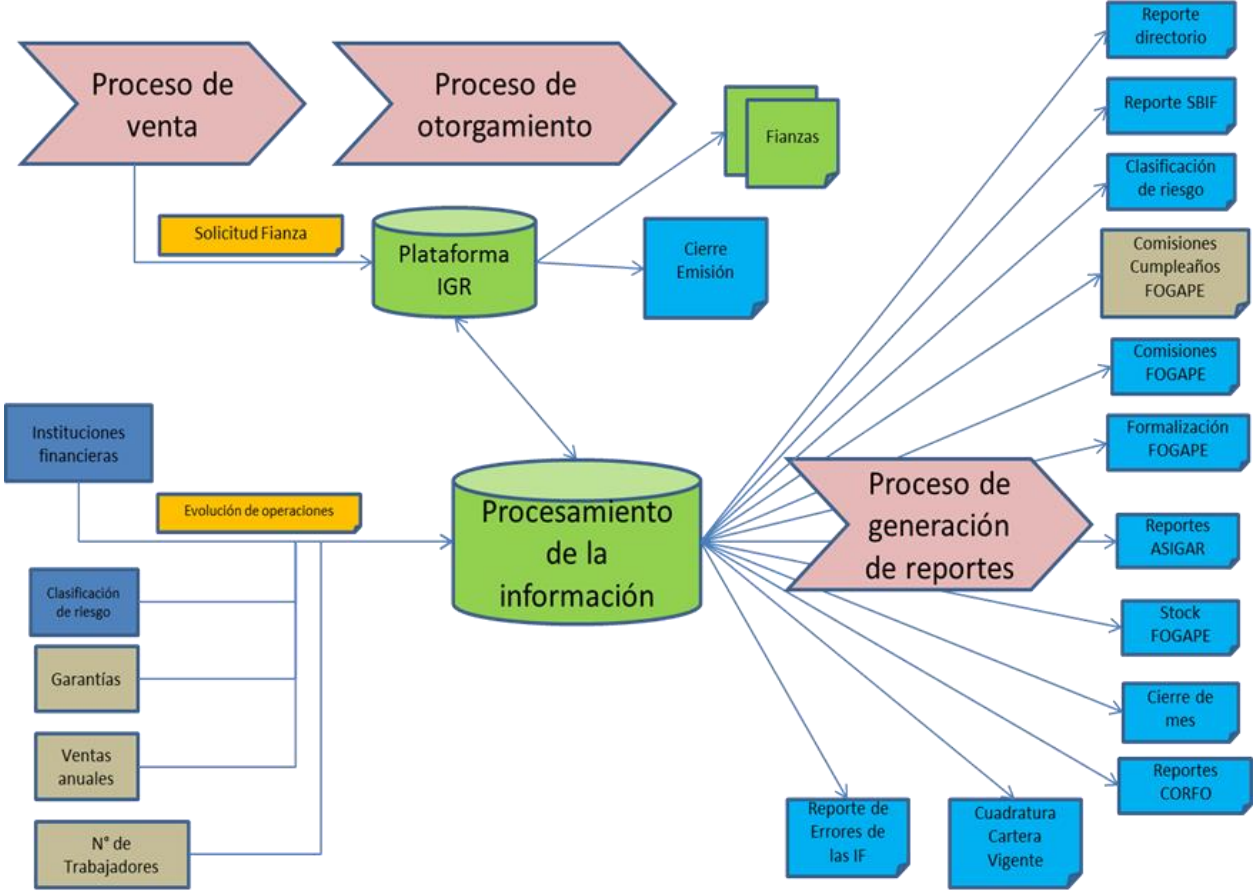 Proceso de
venta
Proceso de
otorgamiento
Fianzas
Solicitud Fianza
Plataforma
IGR
Cierre
Emisión
Instituciones
financieras
Evolución de operaciones
Clasificación
de riesgo
Garantías
Ventas
anuales
N° de
Trabajadores
Procesamiento
de la
información
Proceso de
generación
de reportes
Reporte
directorio
Reporte SBIF
Clasificación
de riesgo
Comisiones
Cumpleaños
FOGAPE
Comisiones
FOGAPE
Formalización
FOGAPE
Reportes
ASIGAR
Stock
FOGAPE
Cierre de
mes
Reportes
CORFO
Reporte de
Errores de
las IF
Cuadratura
Cartera
Vigente